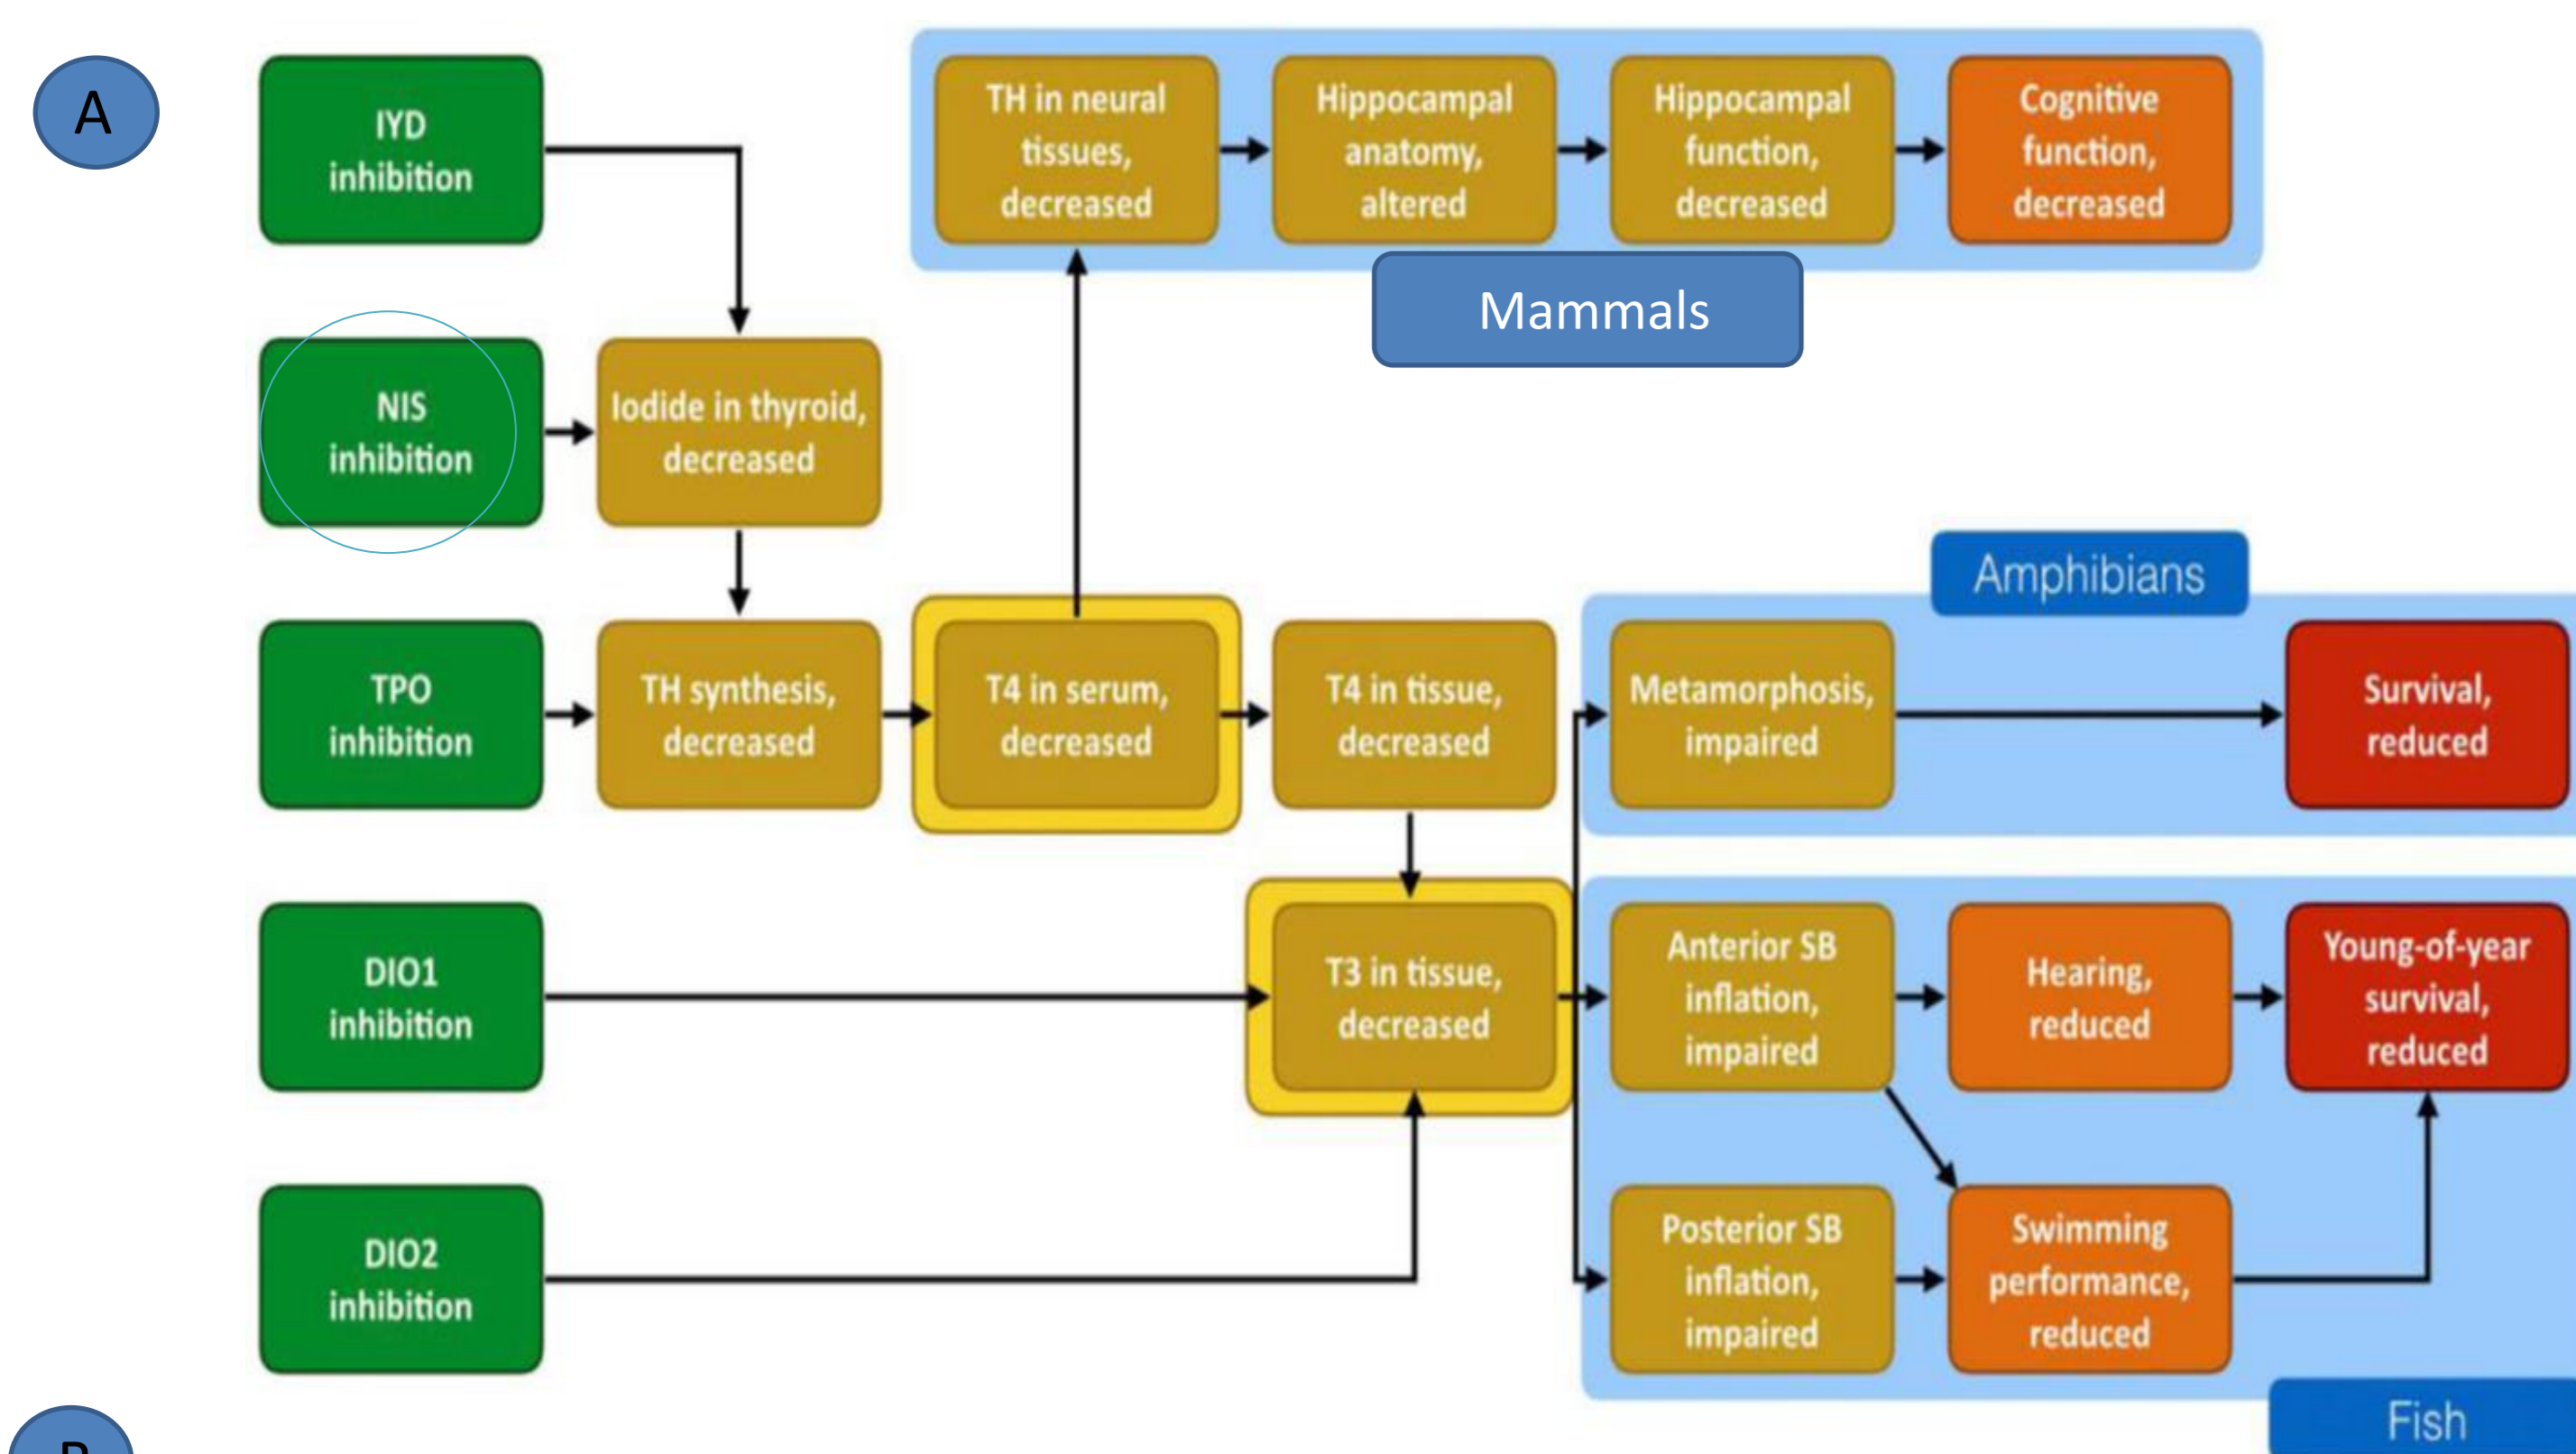 A
IYD
inhibition
TH in neural
tissues,
decreased
Hippocampal
anatomy,
altered
Hippocampal
function,
decreased
Cognitive
function,
decreased
Mammals
NIS
inhibition
Iodide in thyroid,
decreased
Amphibians
TPO
inhibition
TH synthesis,
decreased
T4 in serum,
decreased
T4 in tissue,
decreased
Metamorphosis,
impaired
Survival,
reduced
DIO1
inhibition
T3 in tissue,
decreased
Anterior SB
inflation,
impaired
Hearing,
reduced
Young-of-year
survival,
reduced
DIO2
inhibition
Posterior SB
inflation,
impaired
Swimming
performance,
reduced
Fish
B